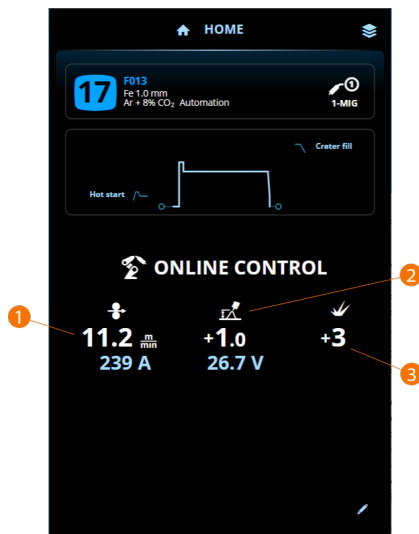 HOME
17
F013
Fe 1.0 mm
Ar + 8% CO₂ Automation
1
1-MIG
Crater fill
Hot start
ONLINE CONTROL
1
11.2 m/min
239 A
+1.0
26.7 V
+3
2
3